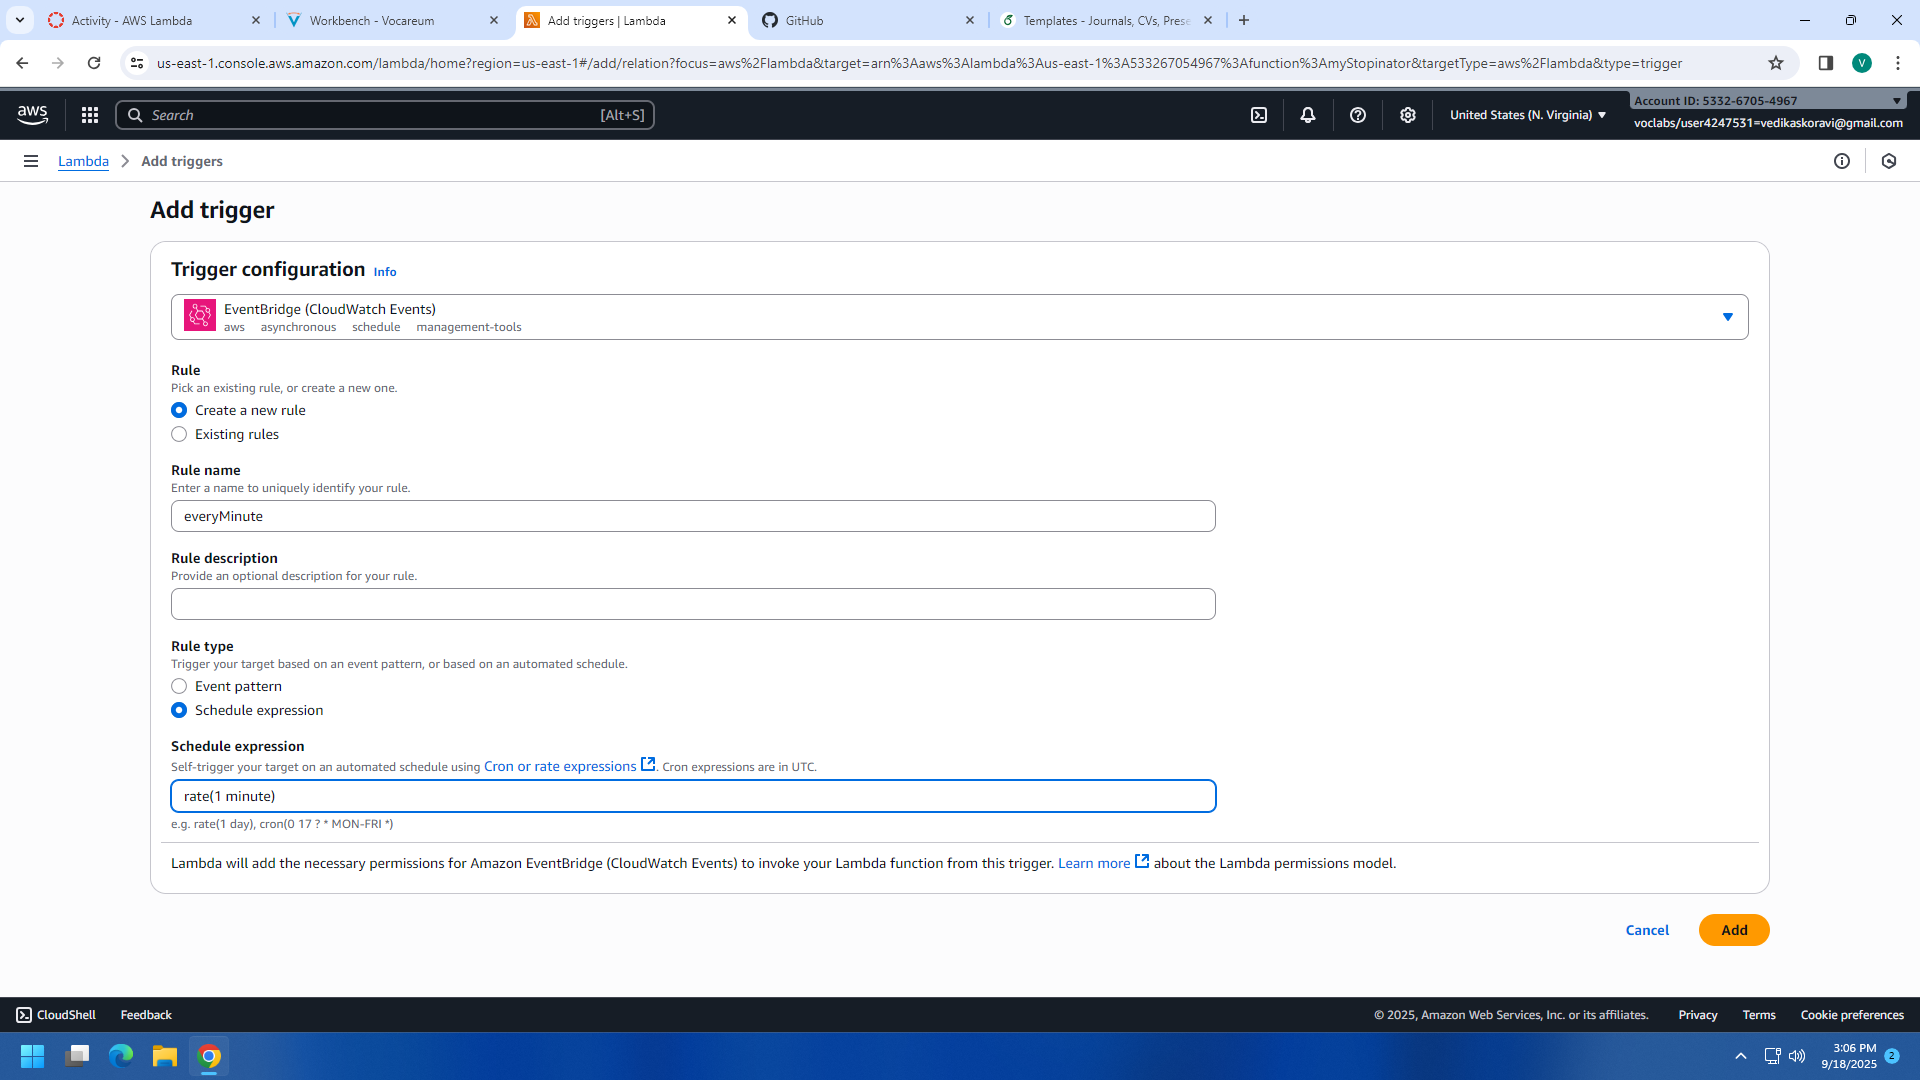 Activity - AWS Lambda
Workbench - Vocareum
Add triggers | Lambda
GitHub
Templates - Journals, CVs, Prese
us-east-1.console.aws.amazon.com/lambda/home?region=us-east-1#/add/relation?focus=aws%2Flambda&target=arn%3Aaws%3Alambda%3Aus-east-1%3A533267054967%3Afunction%3AmyStopinator&targetType=aws%2Flambda&type=trigger
V
aws
Search
[Alt+S]
United States (N. Virginia)
Account ID: 5332-6705-4967
voclabs/user4247531=vedikaskoravi@gmail.com
Lambda
Add triggers
Add trigger
Trigger configuration Info
EventBridge (CloudWatch Events)
aws asynchronous schedule management-tools
Rule
Pick an existing rule, or create a new one.
Create a new rule
Existing rules
Rule name
Enter a name to uniquely identify your rule.
everyMinute
Rule description
Provide an optional description for your rule.
Rule type
Trigger your target based on an event pattern, or based on an automated schedule.
Event pattern
Schedule expression
Schedule expression
Self-trigger your target on an automated schedule using Cron or rate expressions. Cron expressions are in UTC.
rate(1 minute)
e.g. rate(1 day), cron(0 17 ? * MON-FRI *)
Lambda will add the necessary permissions for Amazon EventBridge (CloudWatch Events) to invoke your Lambda function from this trigger. Learn more about the Lambda permissions model.
Cancel
Add
CloudShell
Feedback
© 2025, Amazon Web Services, Inc. or its affiliates.
Privacy
Terms
Cookie preferences
3:06 PM
9/18/2025
2